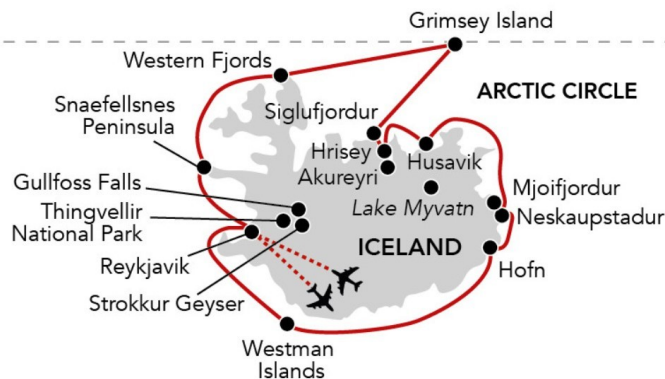 Grimsey Island
Western Fjords
ARCTIC CIRCLE
Snaefellsnes
Peninsula
Siglufjordur
Hrisey
Husavik
Akureyri
Gullfoss Falls
Lake Myvatn
Mjoifjordur
Thingvellir
National Park
Neskaupstadur
Reykjavik
ICELAND
Hofn
Strokkur Geyser
Westman
Islands